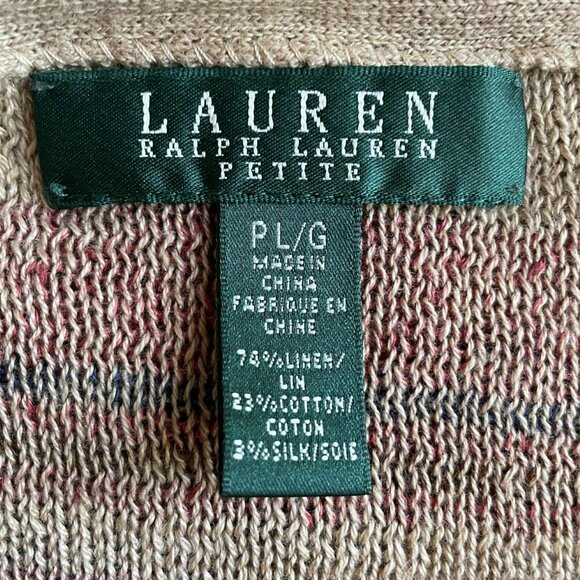 LAUREN
RALPH LAUREN
PETITE
PL/G
MADE IN
CHINA
FABRIQUE EN
CHINE
74%LINEN/
LIN
23%COTTON/
COTON
3%SILK/SOIE